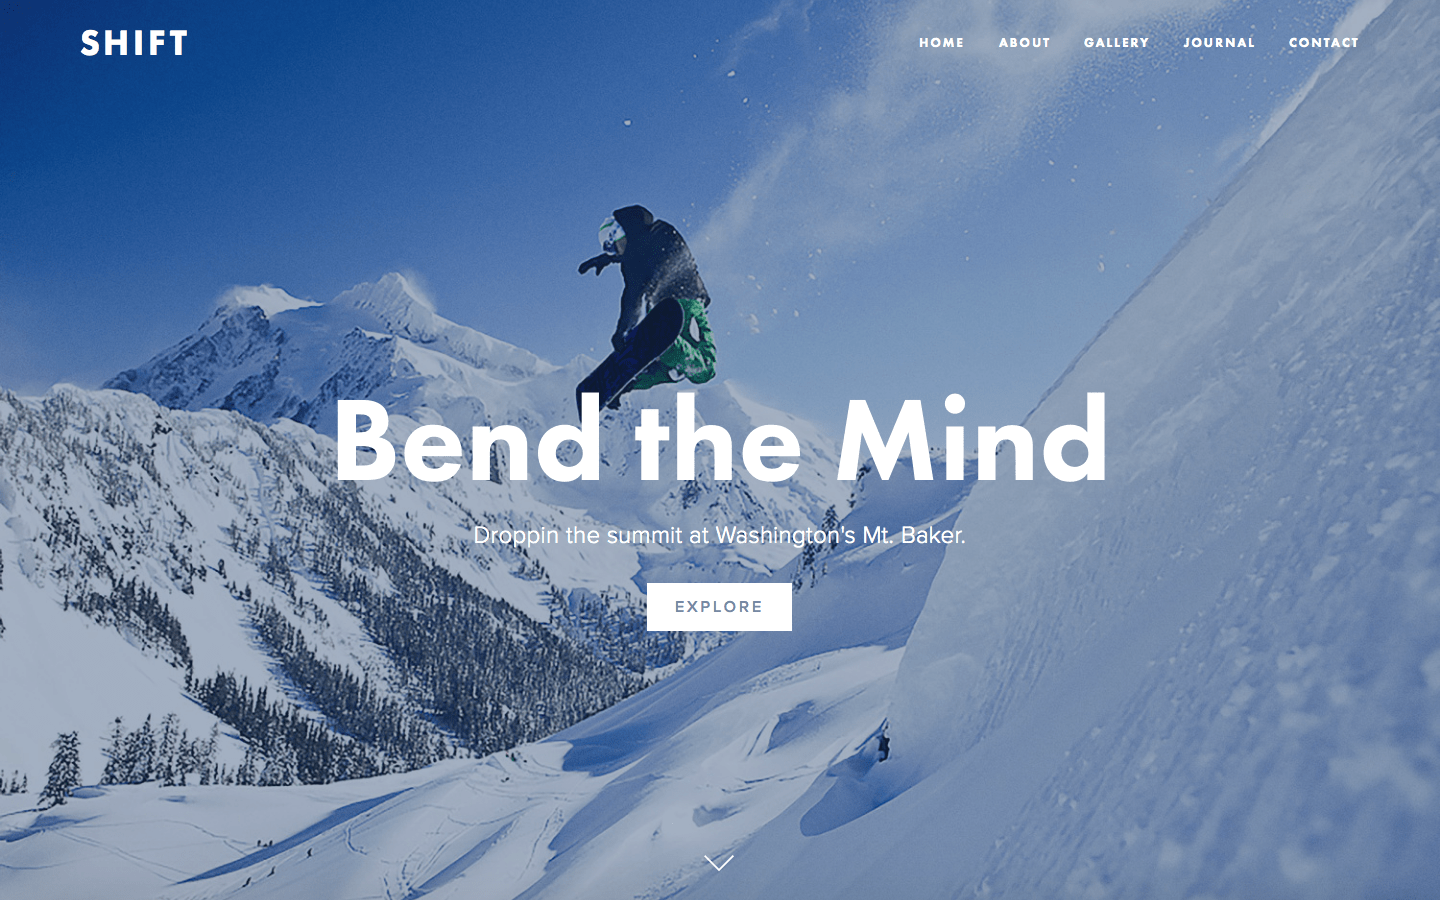 SHIFT
HOME ABOUT GALLERY JOURNAL CONTACT
Bend the Mind
Droppin the summit at Washington's Mt. Baker.
EXPLORE